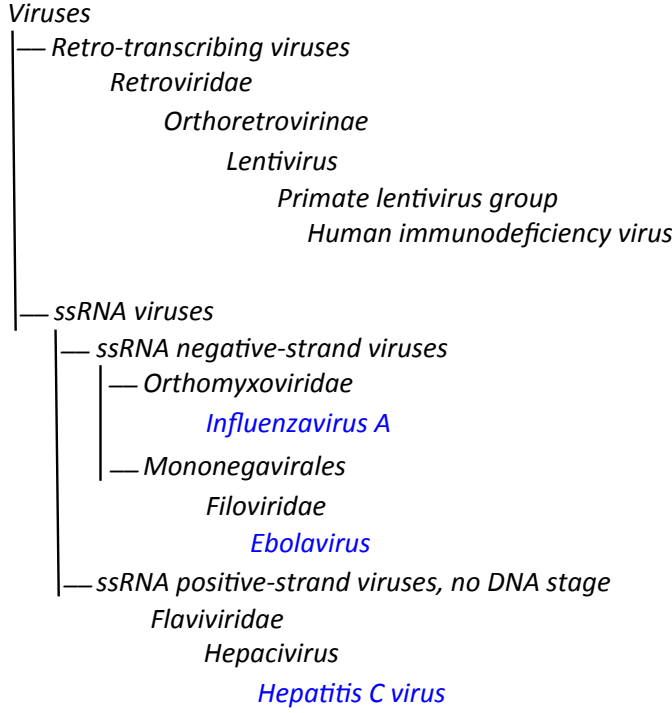 Viruses
Retro-transcribing viruses
Retroviridae
Orthoretrovirinae
Lentivirus
Primate lentivirus group
Human immunodeficiency virus
ssRNA viruses
ssRNA negative-strand viruses
Orthomyxoviridae
Influenzavirus A
Mononegavirales
Filoviridae
Ebolavirus
ssRNA positive-strand viruses, no DNA stage
Flaviviridae
Hepacivirus
Hepatitis C virus